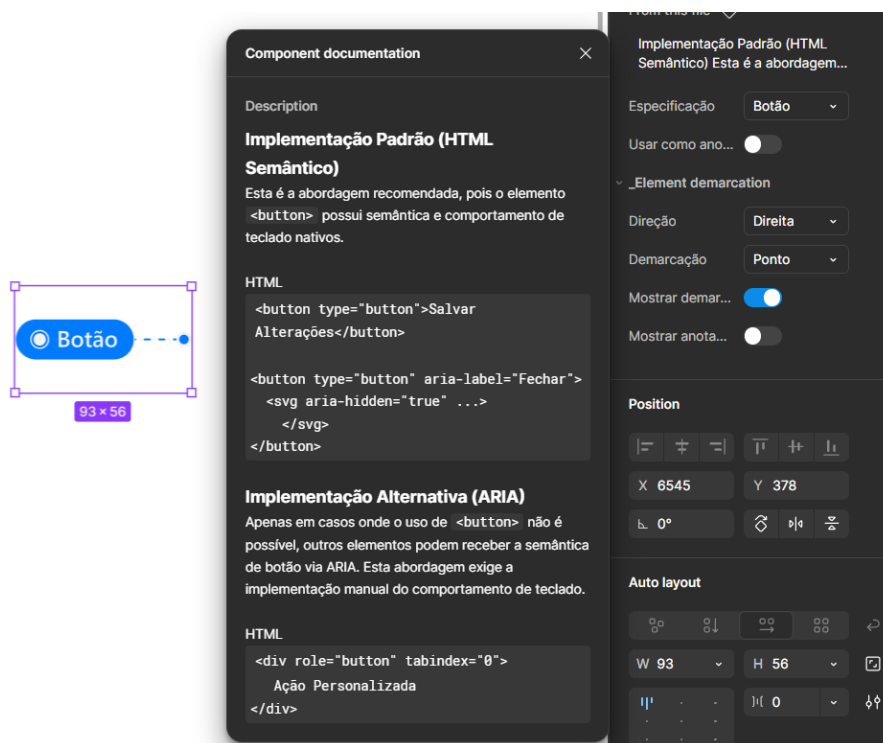 Botão
93 × 56
Component documentation
Description
Implementação Padrão (HTML
Semântico)
Esta é a abordagem recomendada, pois o elemento
<button> possui semântica e comportamento de
teclado nativos.
HTML
<button type="button">Salvar
Alterações</button>
<button type="button" aria-label="Fechar">
<svg aria-hidden="true" ...>
</svg>
</button>
Implementação Alternativa (ARIA)
Apenas em casos onde o uso de <button> não é
possível, outros elementos podem receber a semântica
de botão via ARIA. Esta abordagem exige a
implementação manual do comportamento de teclado.
HTML
<div role="button" tabindex="0">
Ação Personalizada
</div>
From this file
Implementação Padrão (HTML
Semântico) Esta é a abordagem...
Especificação Botão
Usar como ano...
_Element demarcation
Direção Direita
Demarcação Ponto
Mostrar demar...
Mostrar anota...
Position
X 6545 Y 378
0°
Auto layout
W 93 H 56
0